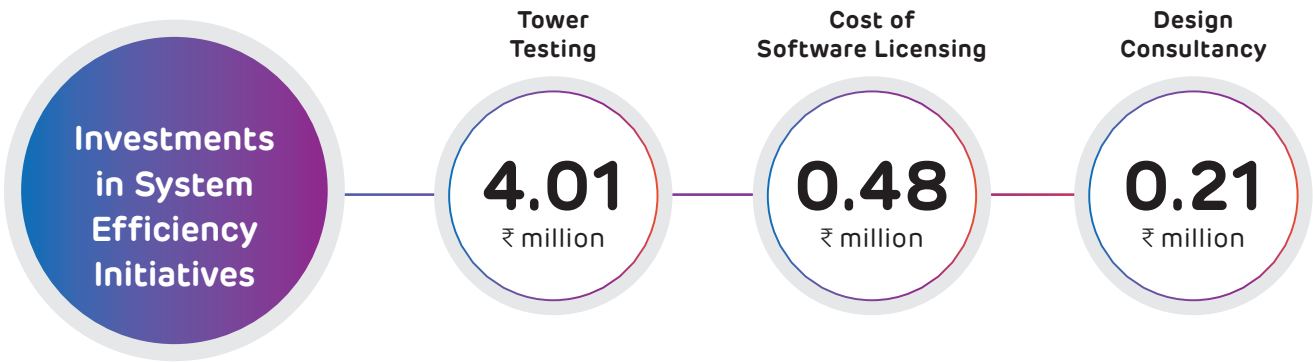 Investments
in System
Efficiency
Initiatives
Tower
Testing
4.01
₹ million
Cost of
Software Licensing
0.48
₹ million
Design
Consultancy
0.21
₹ million